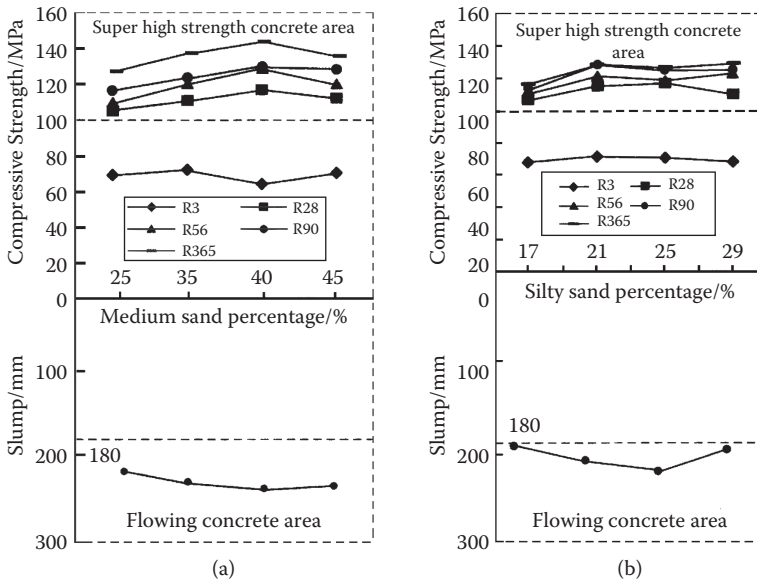 160
140
120
100
80
60
40
20
0
Compressive Strength/MPa
Super high strength concrete area
R3
R28
R56
R90
R365
25
35
40
45
Medium sand percentage/%
Slump/mm
100
180
200
300
Flowing concrete area
(a)
160
140
120
100
80
60
40
20
0
Compressive Strength/MPa
Super high strength concrete
area
R3
R28
R56
R90
R365
17
21
25
29
Silty sand percentage/%
Slump/mm
100
180
200
300
Flowing concrete area
(b)